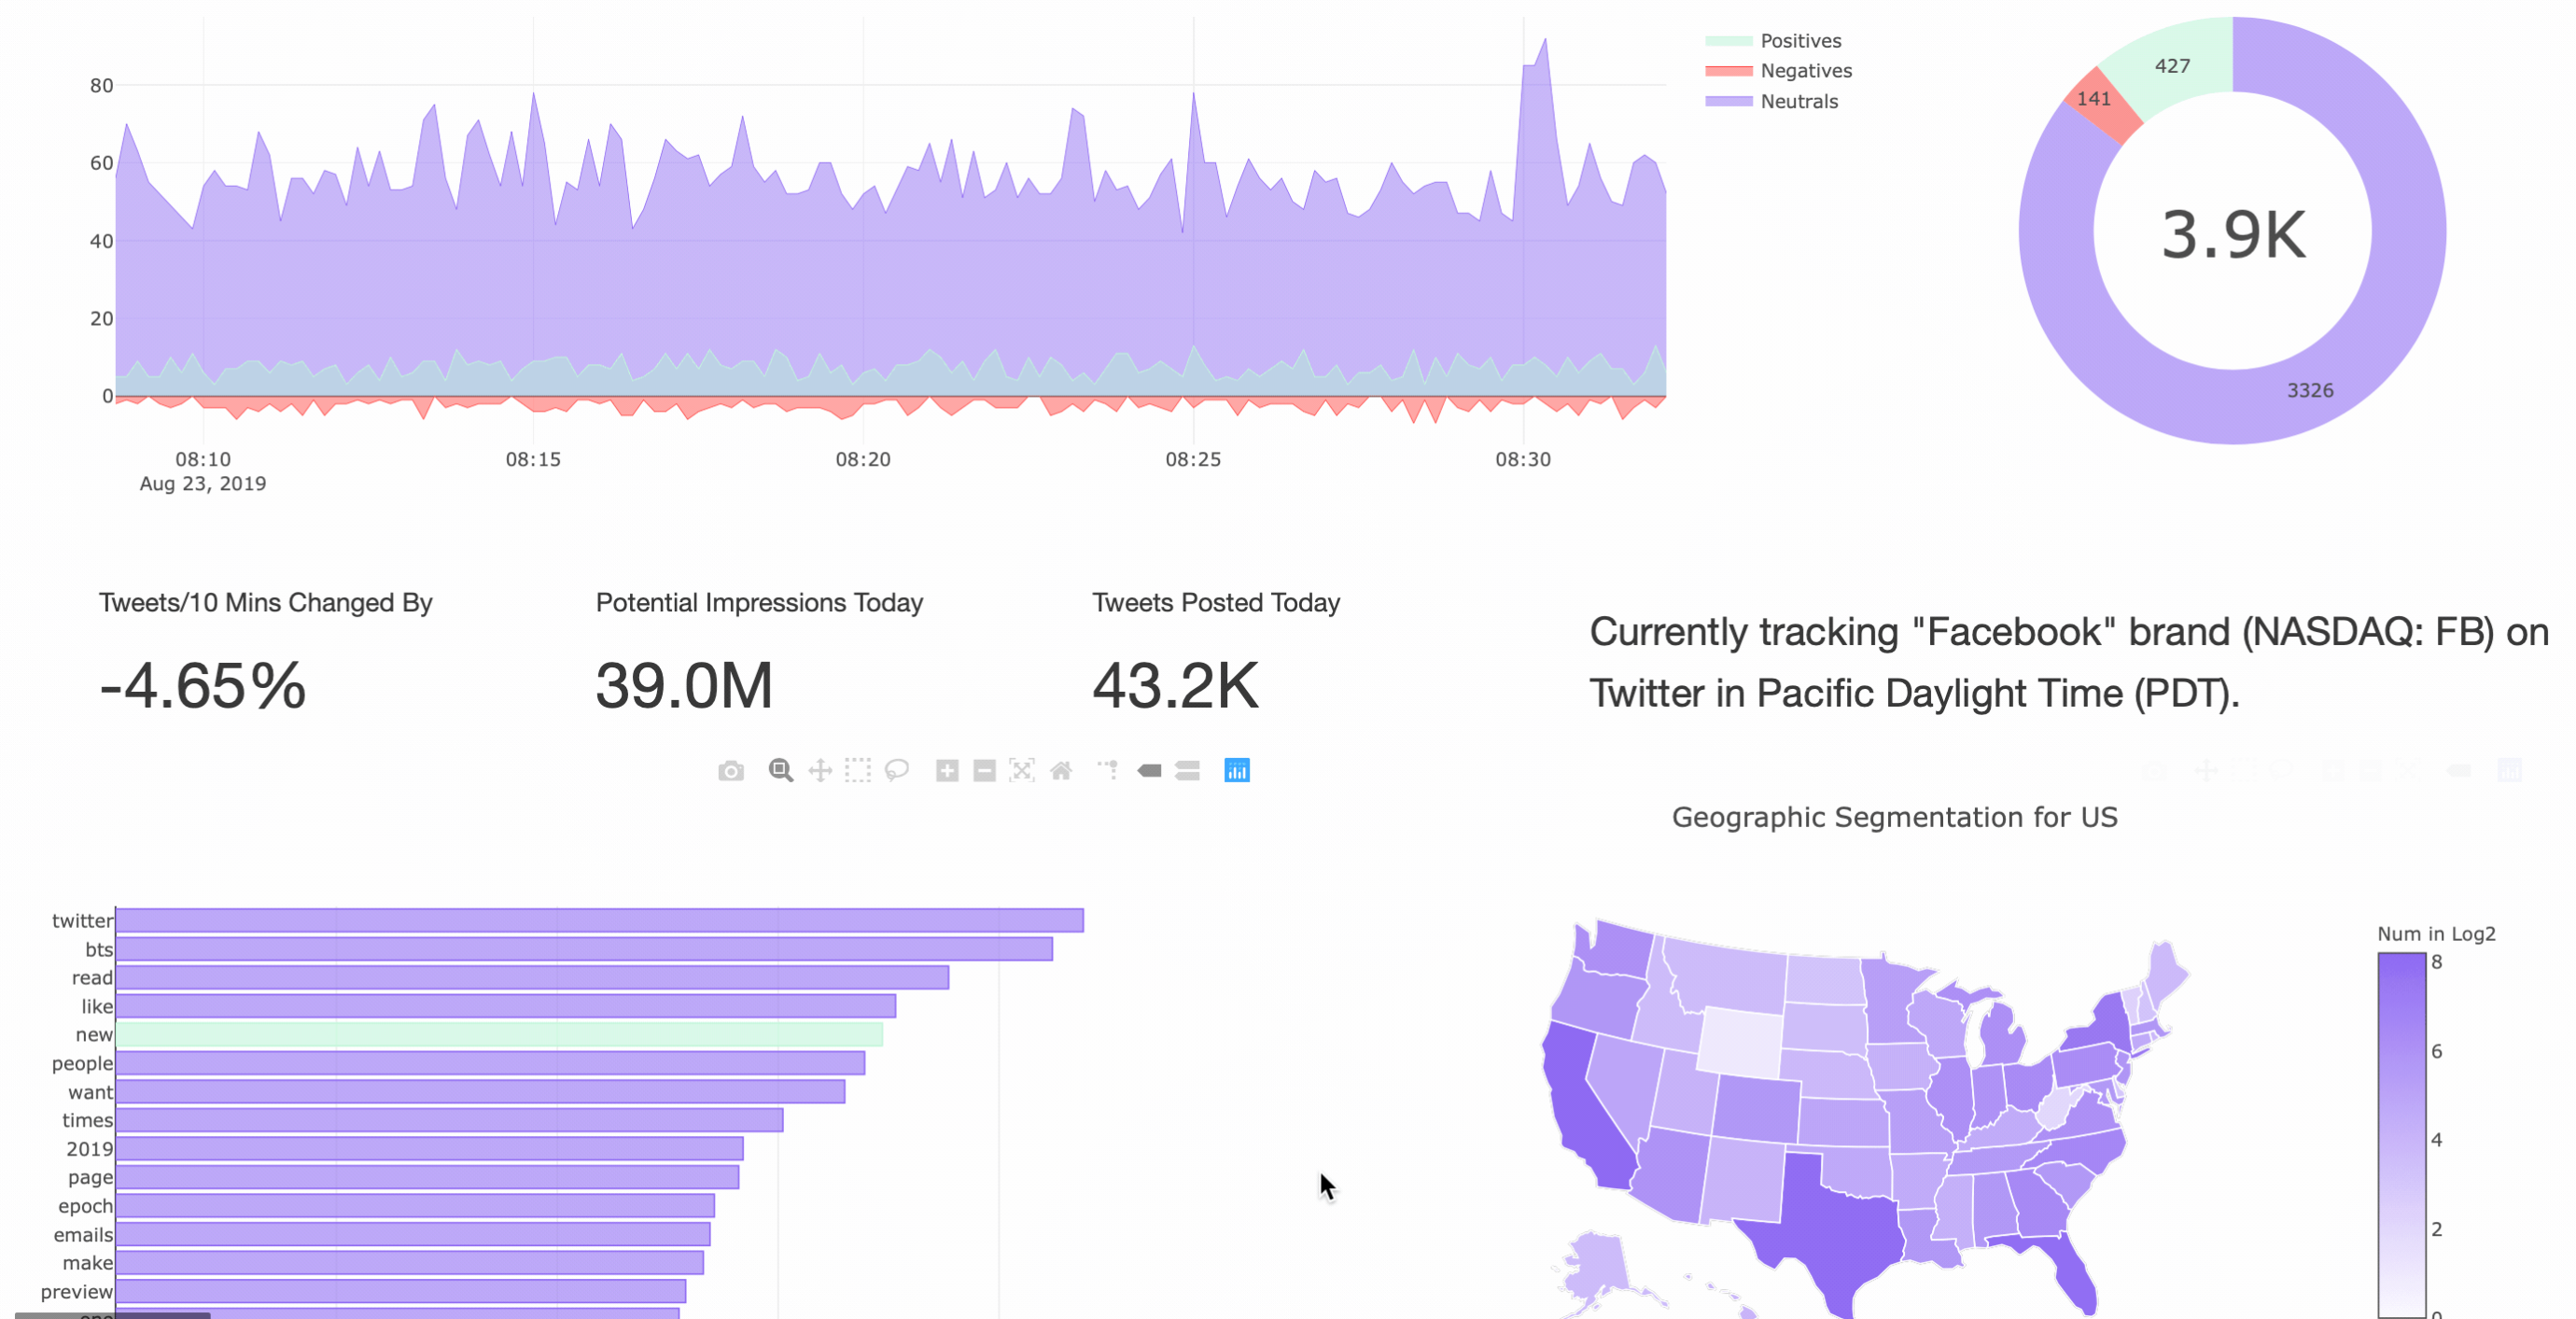 80
60
40
20
0
08:10
08:15
08:20
08:25
08:30
Aug 23, 2019
Positives
Negatives
Neutrals
427
141
3.9K
3326
Tweets/10 Mins Changed By
-4.65%
Potential Impressions Today
39.0M
Tweets Posted Today
43.2K
Currently tracking "Facebook" brand (NASDAQ: FB) on
Twitter in Pacific Daylight Time (PDT).
twitter
bts
read
like
new
people
want
times
2019
page
epoch
emails
make
preview
Geographic Segmentation for US
Num in Log2
8
6
4
2
0